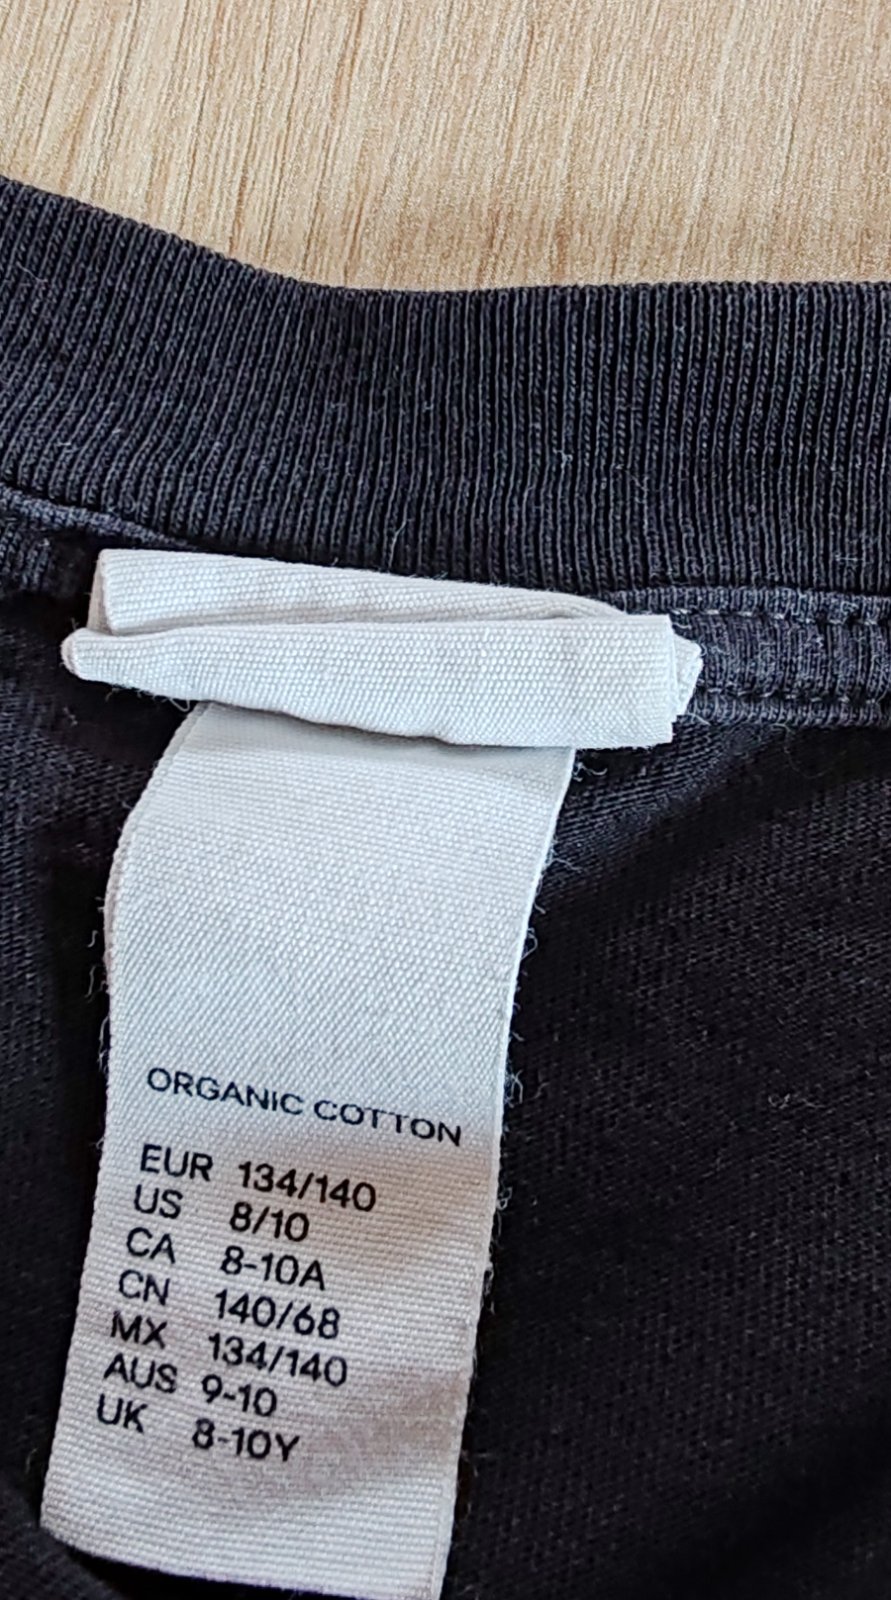 ORGANIC COTTON
EUR 134/140
US 8/10
CA 8-10A
CN 140/68
MX 134/140
AUS 9-10
UK 8-10Y